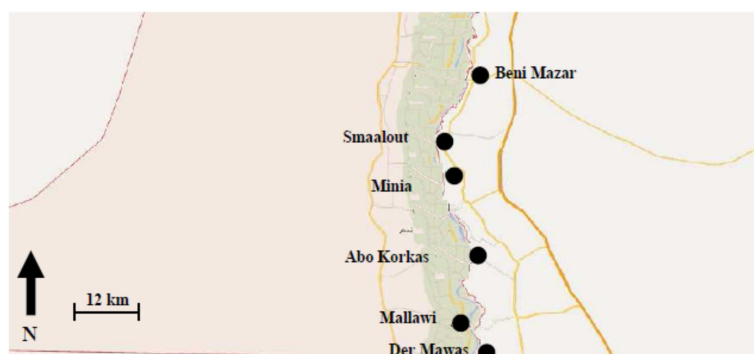 Beni Mazar
Smaalout
Minia
Abo Korkas
12 km
Mallawi
N
Der Mawas